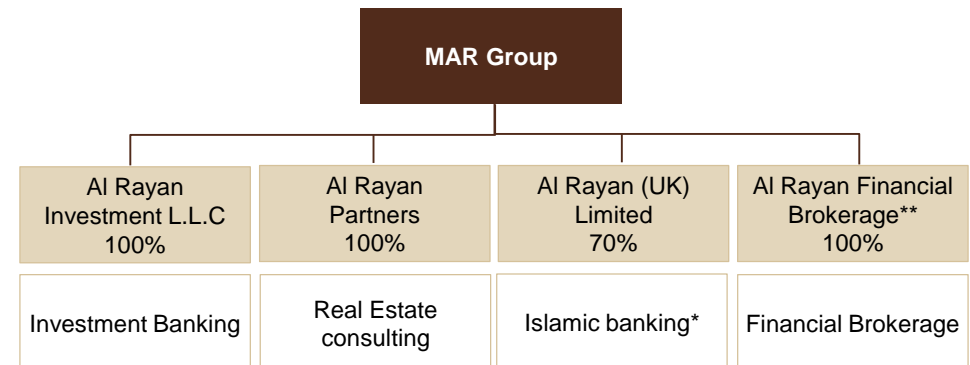 MAR Group
Al Rayan
Investment L.L.C
100%
Al Rayan
Partners
100%
Al Rayan (UK)
Limited
70%
Al Rayan Financial
Brokerage**
100%
Investment Banking
Real Estate
consulting
Islamic banking*
Financial Brokerage